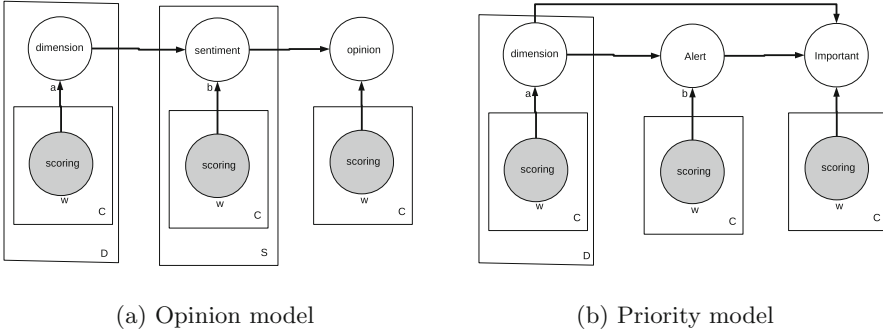 dimension
sentiment
opinion
a
b
scoring
scoring
scoring
w
w
w
C
C
C
D
S
(a) Opinion model
dimension
Alert
Important
a
b
scoring
scoring
scoring
w
w
w
C
C
C
D
(b) Priority model